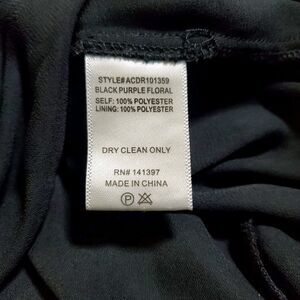 STYLE#ACDR101359
BLACK PURPLE FLORAL
SELF: 100% POLYESTER
LINING: 100% POLYESTER
DRY CLEAN ONLY
RN# 141397
MADE IN CHINA
P